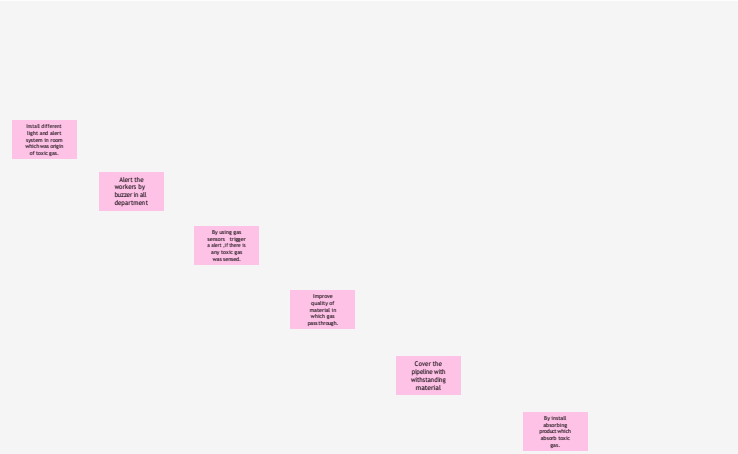 Install different
light and alert
system in room
which was origin
of toxic gas.
Alert the
workers by
buzzer in all
department
By using gas
sensors trigger
a alert ,if there is
any toxic gas
was sensed.
Improve
quality of
material in
which gas
pass through.
Cover the
pipeline with
withstanding
material
By install
absorbing
product which
absorb toxic
gas.